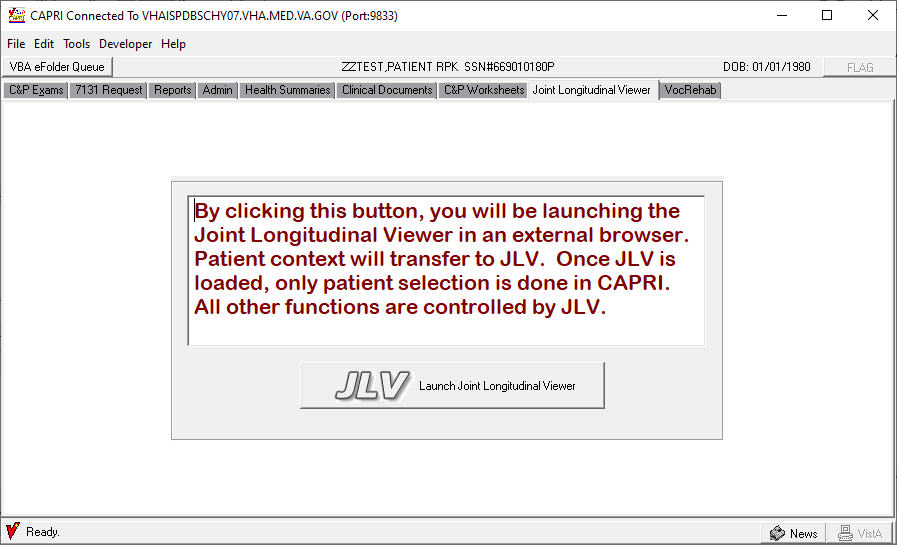 CAPRI Connected To VHAISPDBSCHY07.VHA.MED.VA.GOV (Port:9833)
File Edit Tools Developer Help
VBA eFolder Queue ZZTEST,PATIENT RPK SSN#669010180P DOB: 01/01/1980 FLAG
C&P Exams 7131 Request Reports Admin Health Summaries Clinical Documents C&P Worksheets Joint Longitudinal Viewer VocRehab
By clicking this button, you will be launching the
Joint Longitudinal Viewer in an external browser.
Patient context will transfer to JLV.  Once JLV is
loaded, only patient selection is done in CAPRI.
All other functions are controlled by JLV.
JLV Launch Joint Longitudinal Viewer
Ready. News VistA